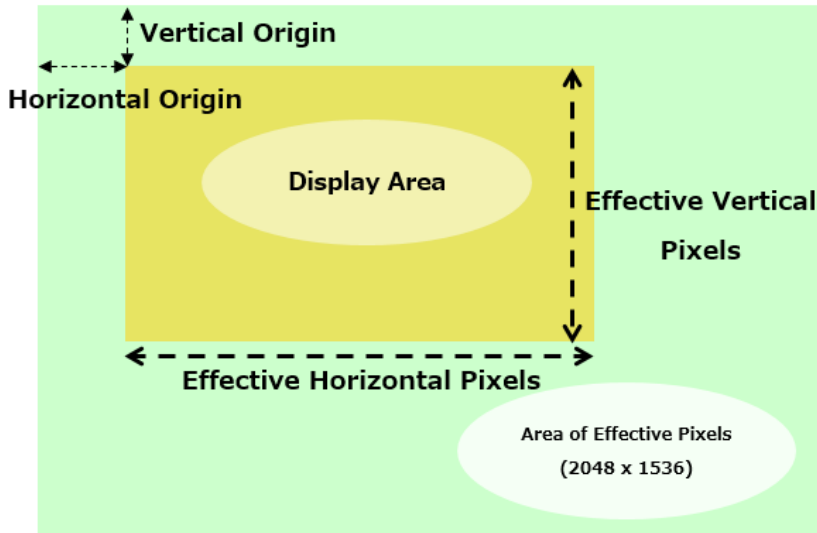 Vertical Origin
Horizontal Origin
Display Area
Effective Vertical
Pixels
Effective Horizontal Pixels
Area of Effective Pixels
(2048 x 1536)